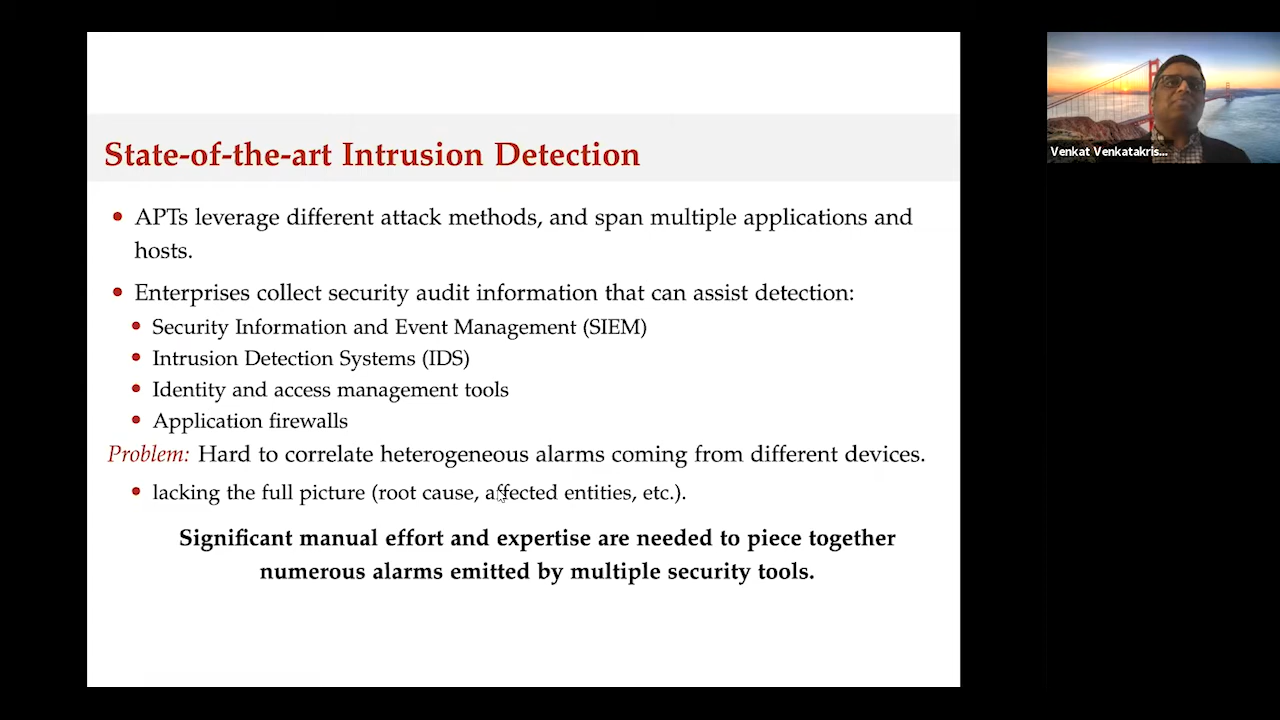 State-of-the-art Intrusion Detection
• APTs leverage different attack methods, and span multiple applications and
hosts.
• Enterprises collect security audit information that can assist detection:
• Security Information and Event Management (SIEM)
• Intrusion Detection Systems (IDS)
• Identity and access management tools
• Application firewalls
Problem: Hard to correlate heterogeneous alarms coming from different devices.
• lacking the full picture (root cause, affected entities, etc.).
Significant manual effort and expertise are needed to piece together
numerous alarms emitted by multiple security tools.
Venkat Venkatakris...